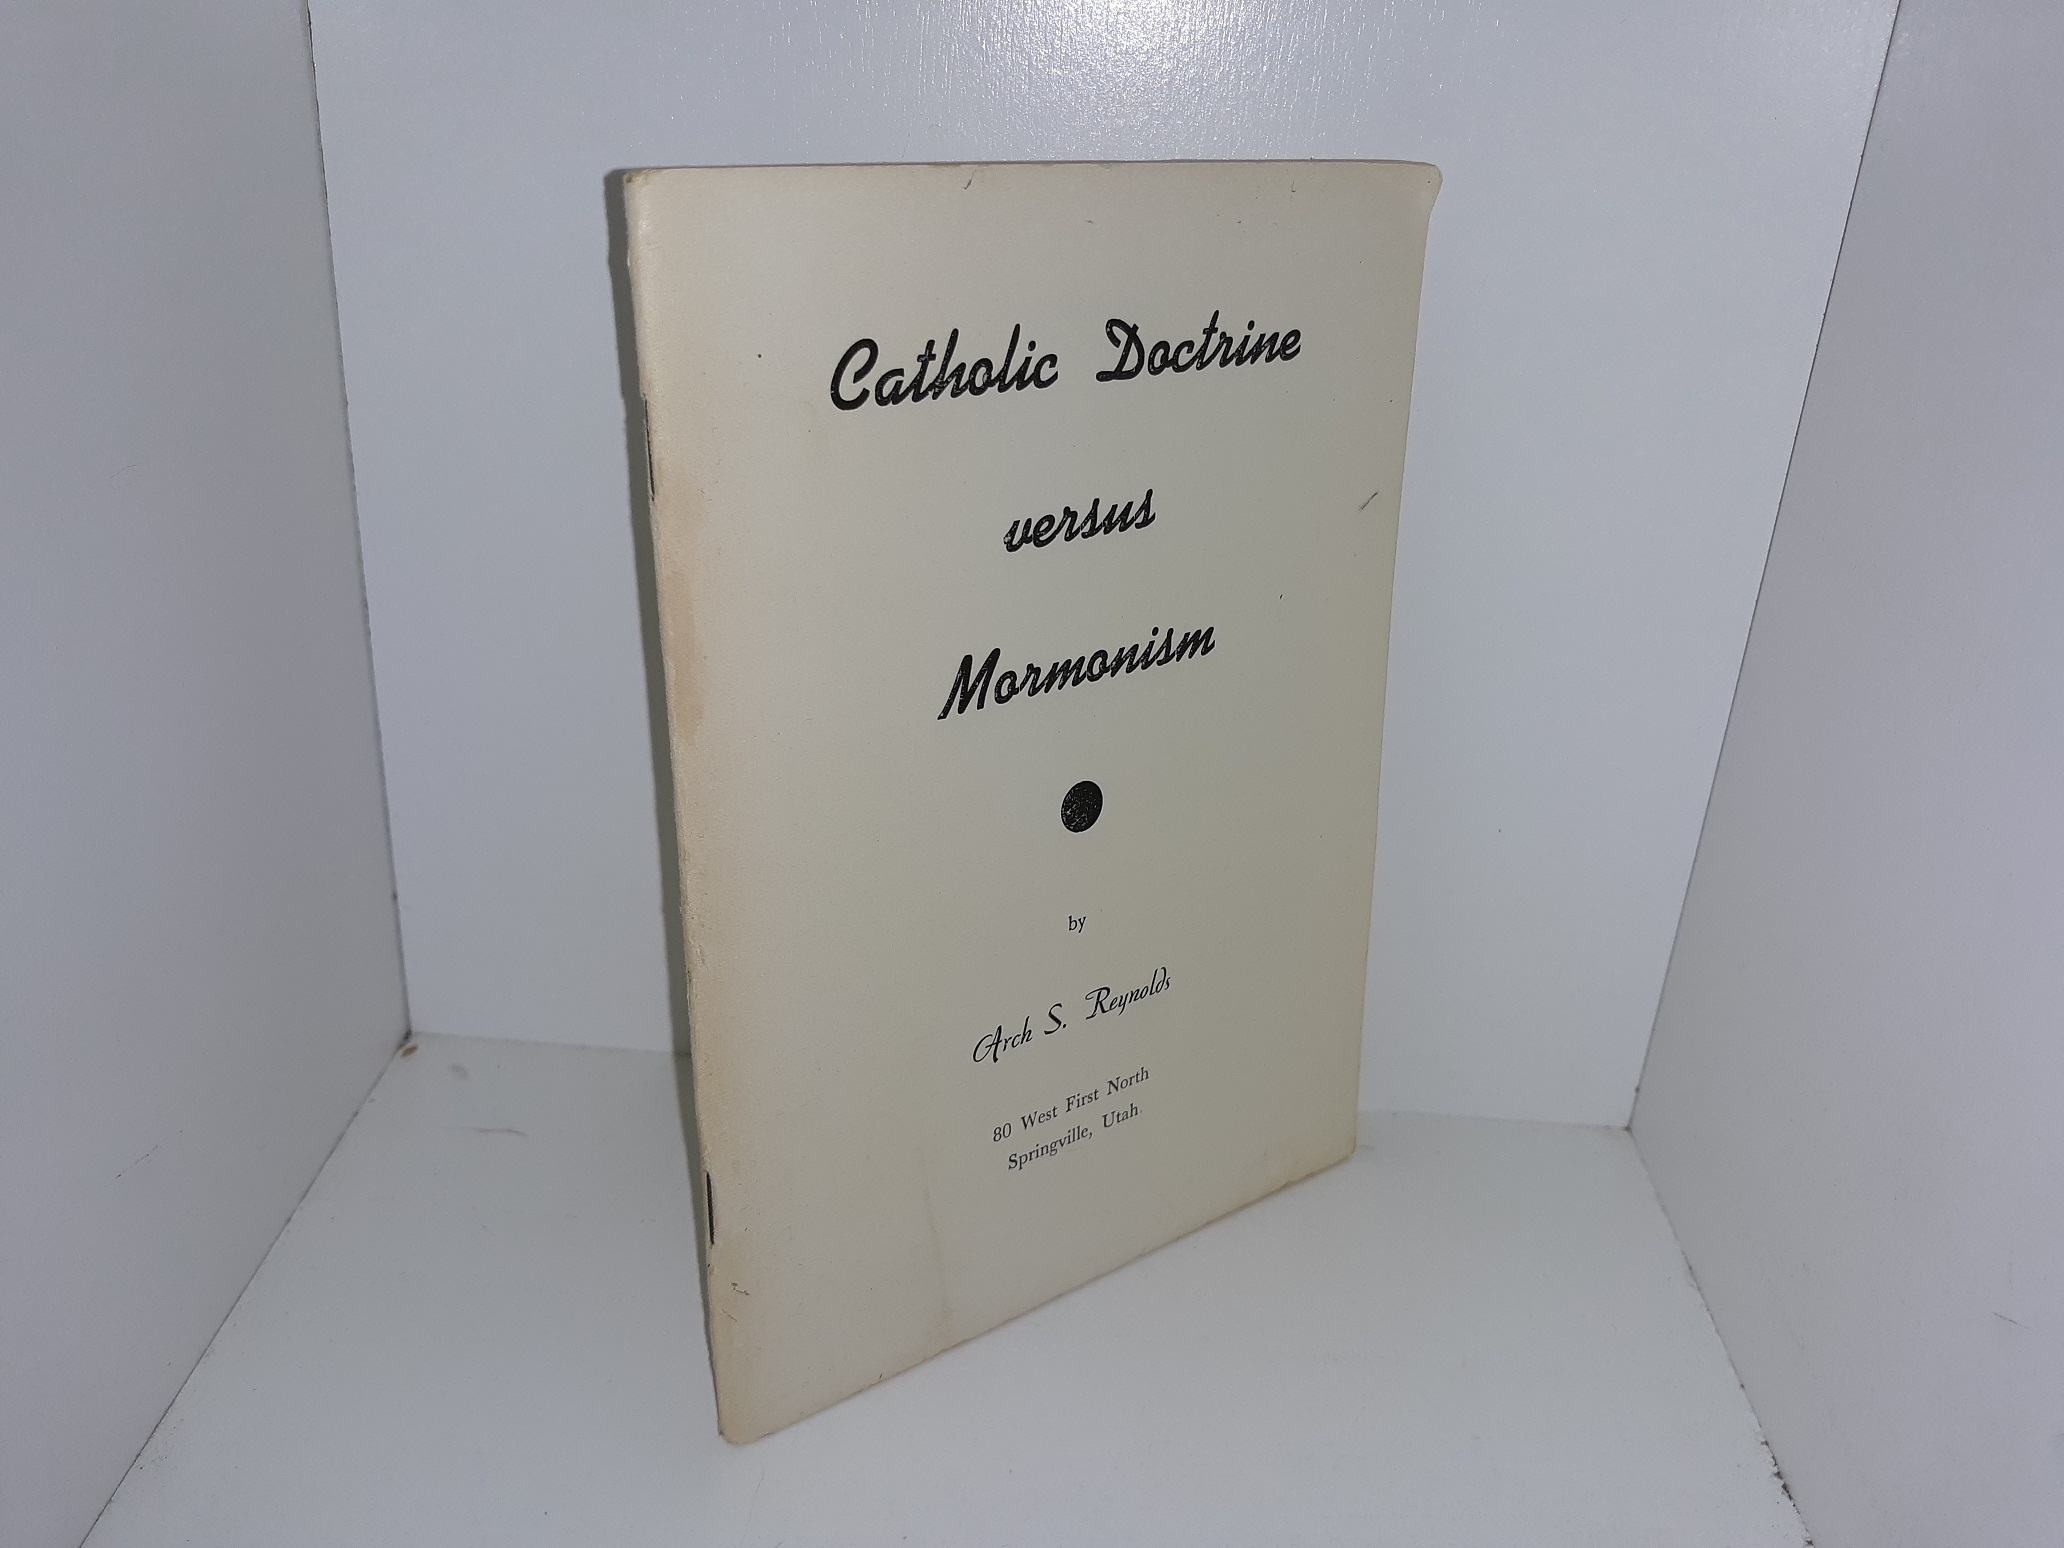 Catholic Doctrine
versus
Mormonism
by
Arch S. Reynolds
80 West First North
Springville, Utah